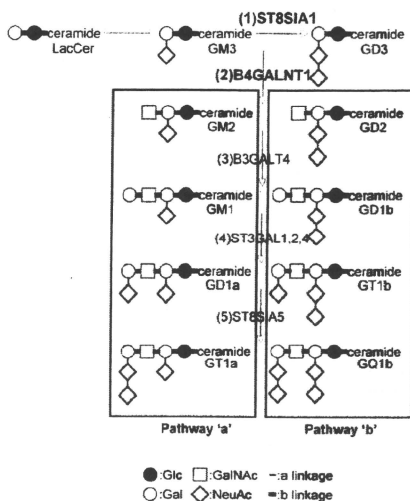 (1)ST8SIA1
ceramide ceramide ceramide
LacCer GM3 GD3
(2)B4GALNT1
ceramide ceramide
GM2 GD2
(3)B3GALT4
ceramide ceramide
GM1 GD1b
(4)ST3GAL1,2,4
ceramide ceramide
GD1a GT1b
(5)ST8SIA5
ceramide ceramide
GT1a GQ1b
Pathway 'a' Pathway 'b'
:Glc :GalNAc :a linkage
:Gal :NeuAc :b linkage